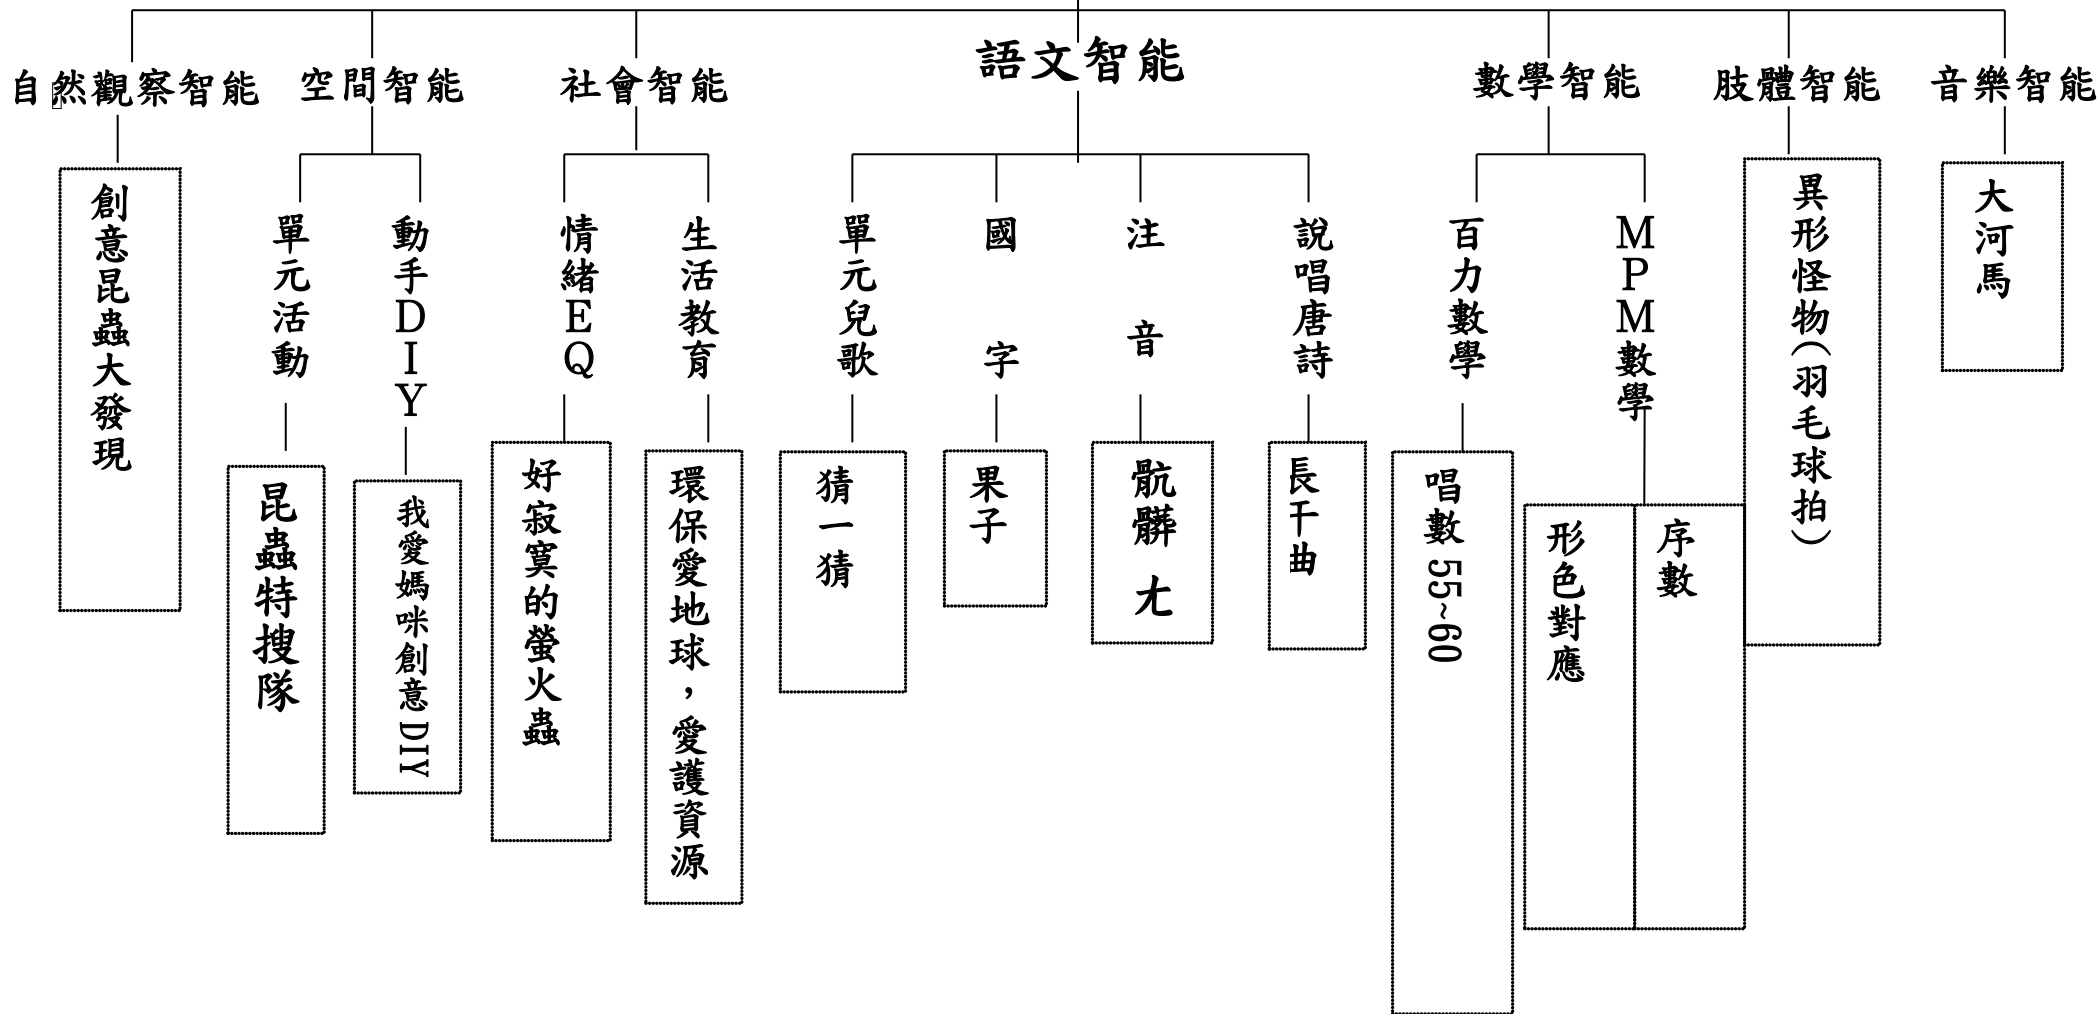 自然觀察智能
空間智能
社會智能
語文智能
數學智能
肢體智能
音樂智能
創意昆蟲大發現
單元活動
動手DIY
情緒EQ
生活教育
單元兒歌
國字
注音
說唱唐詩
百力數學
MPM數學
異形怪物(羽毛球拍)
大河馬
昆蟲特搜隊
我愛媽咪創意DIY
好寂寞的螢火蟲
環保愛地球，愛護資源
猜一猜
果子
骯髒 ㄤ
長干曲
唱數 55~60
形色對應
序數